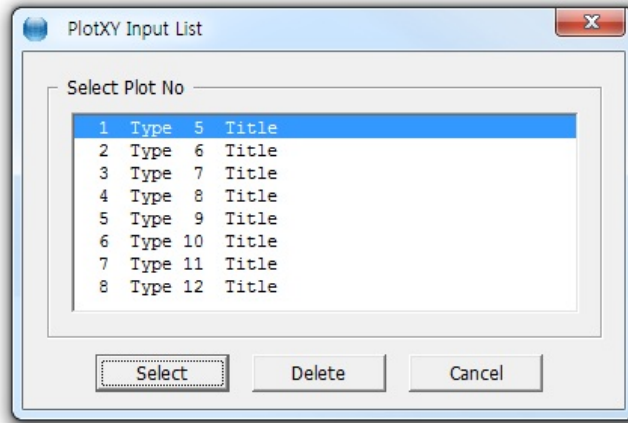 PlotXY Input List
Select Plot No
1 Type 5 Title
2 Type 6 Title
3 Type 7 Title
4 Type 8 Title
5 Type 9 Title
6 Type 10 Title
7 Type 11 Title
8 Type 12 Title
Select Delete Cancel